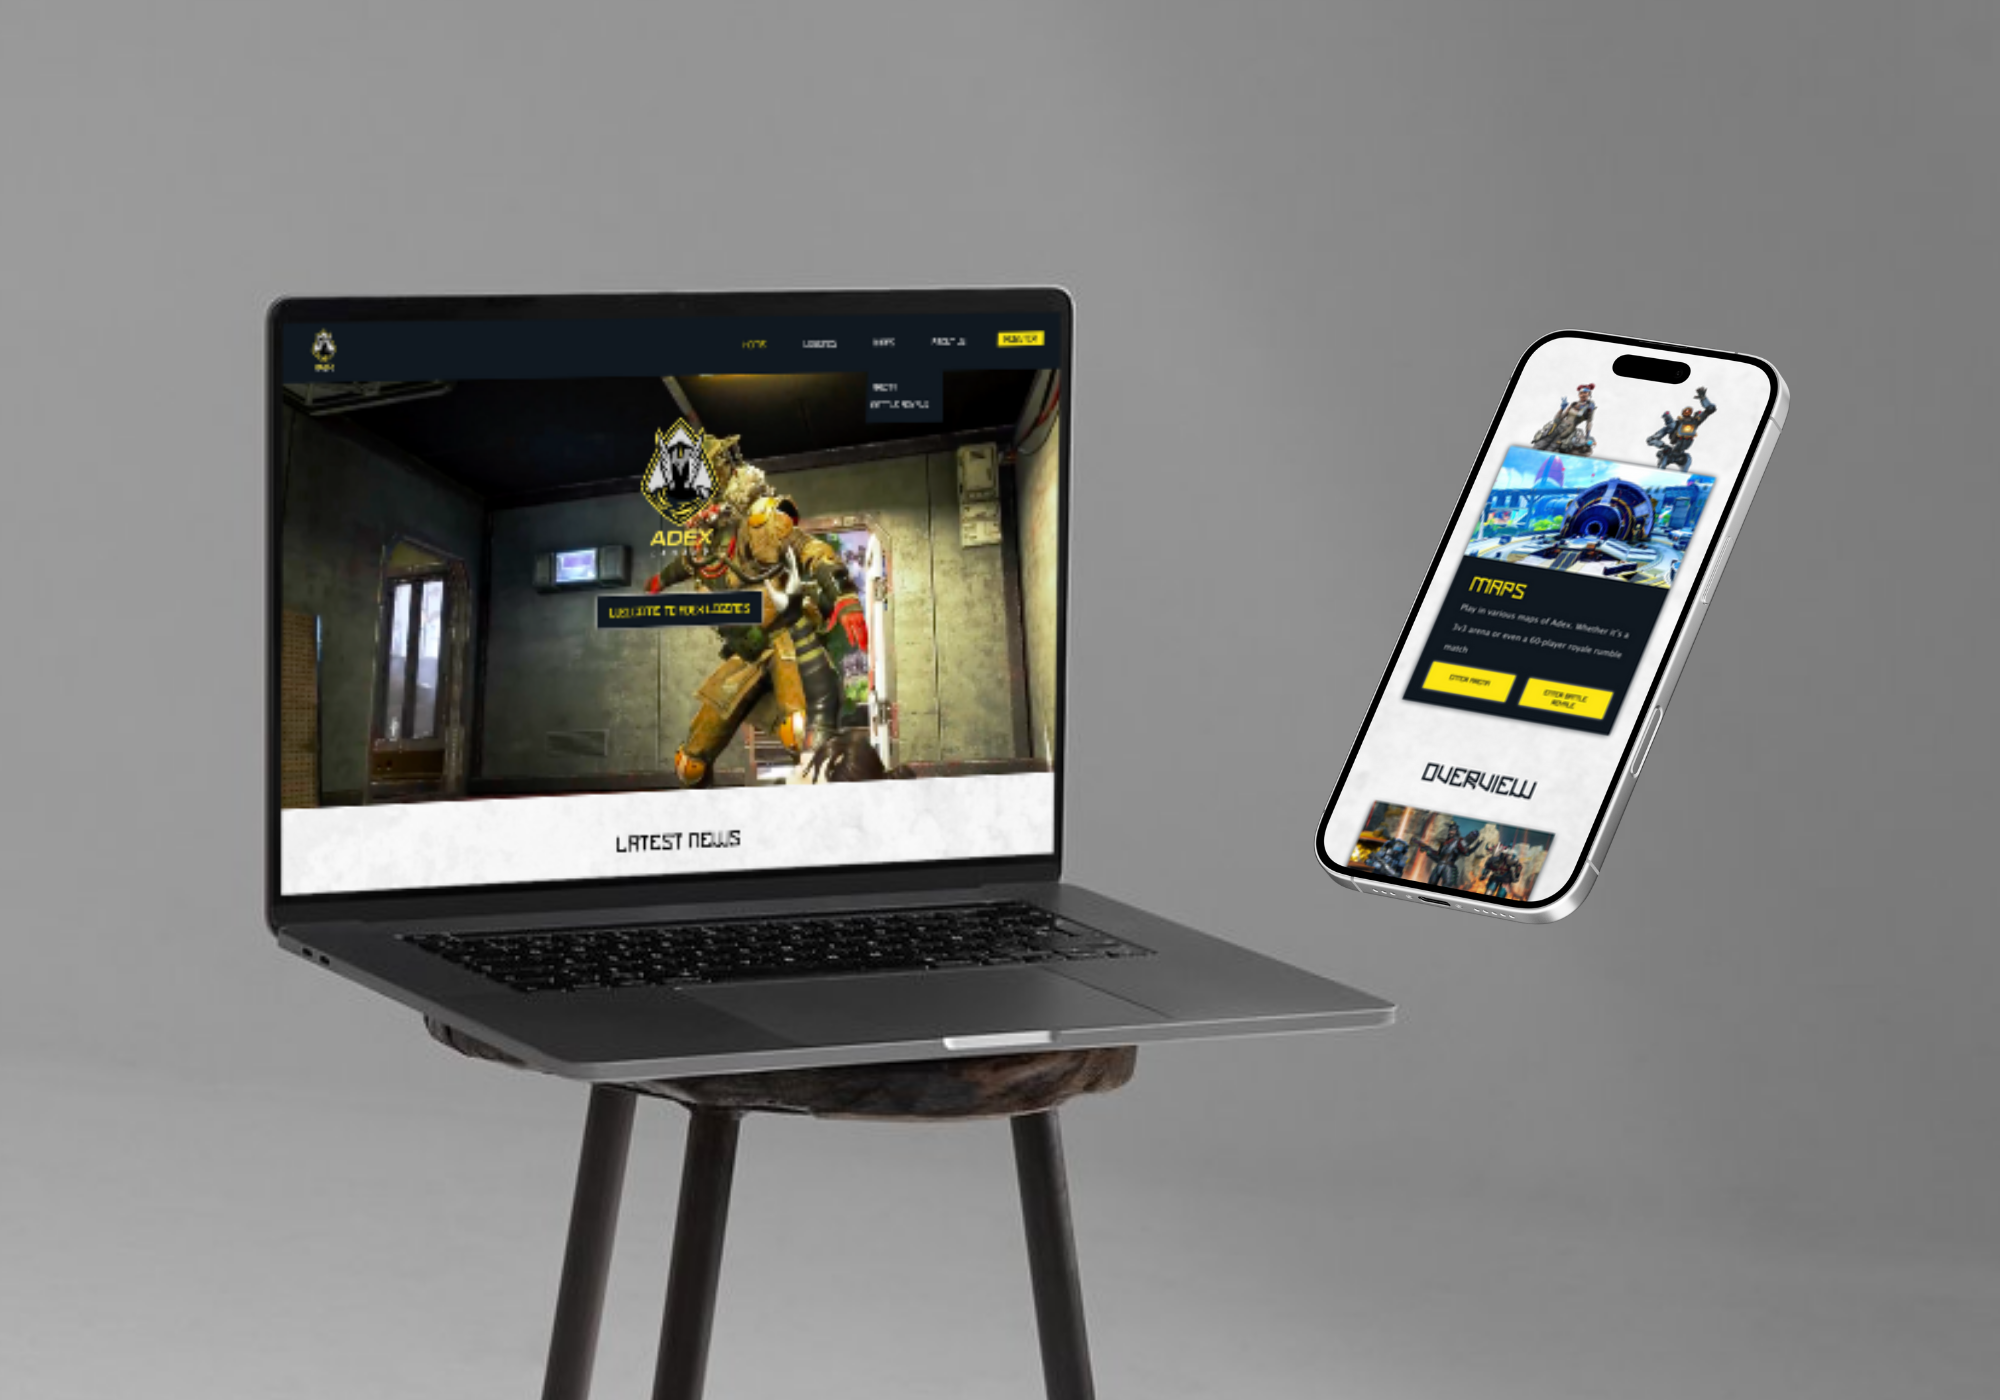 HOME
LEGENDS
MAPS
ABOUT US
REGISTER
ARENA
BATTLE ROYALE
ADEX
WELCOME TO ADEX LEGENDS
LATEST NEWS
MAPS
Play in various maps of Adex. Whether it's a
3v3 arena or even a 60-player royale rumble
match
ENTER ARENA
ENTER BATTLE
ROYALE
OVERVIEW